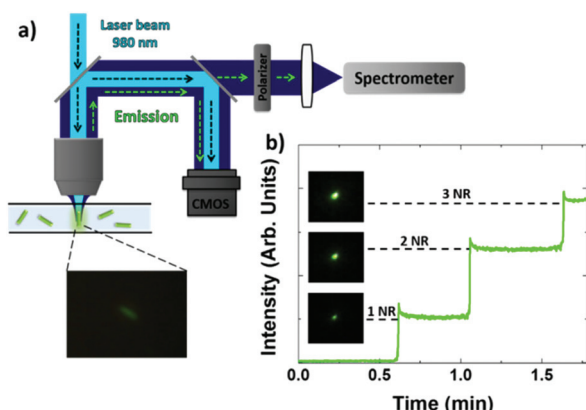 a)
Laser beam
980 nm
Emission
Polarizer
Spectrometer
CMOS
b)
Intensity (Arb. Units)
3 NR
2 NR
1 NR
0.0 0.5 1.0 1.5
Time (min)